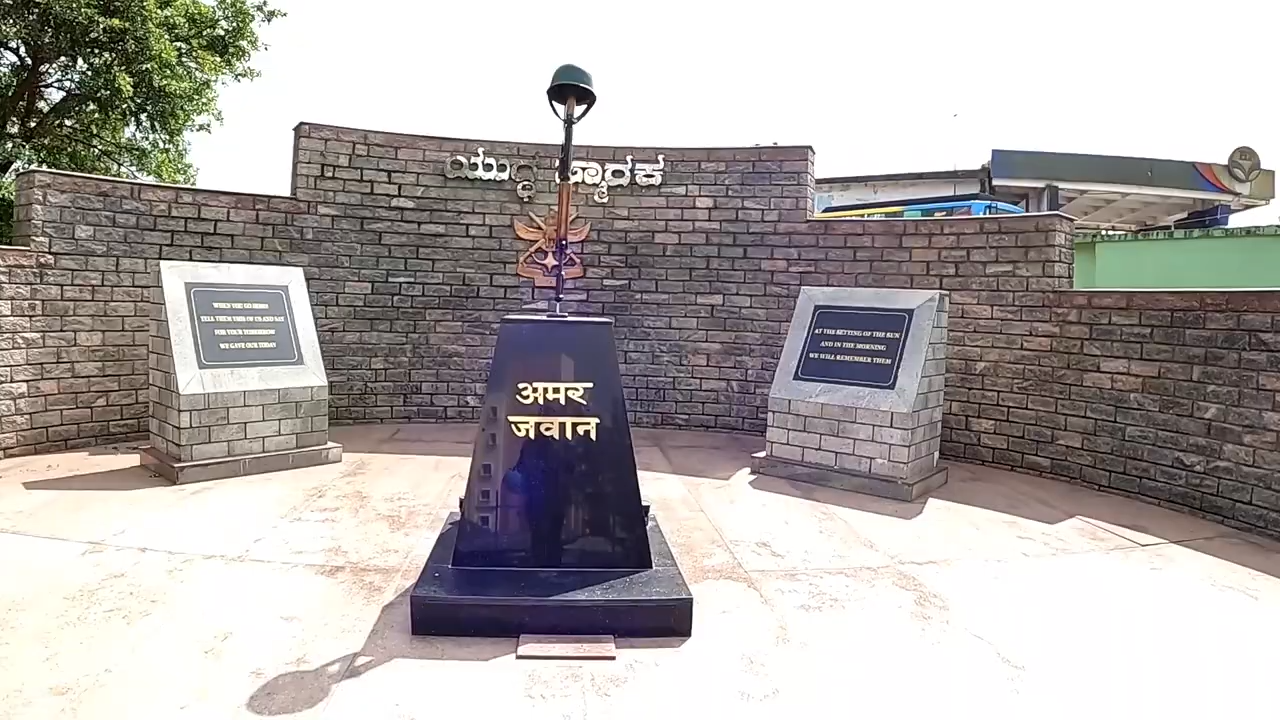 ಯುದ್ಧ ಸ್ಮಾರಕ
WHEN YOU GO HOME
TELL THEM THIS OF US AND SAY
FOR YOUR TOMORROW
WE GAVE OUR TODAY
AT THE SETTING OF THE SUN
AND IN THE MORNING
WE WILL REMEMBER THEM
अमर
जवान